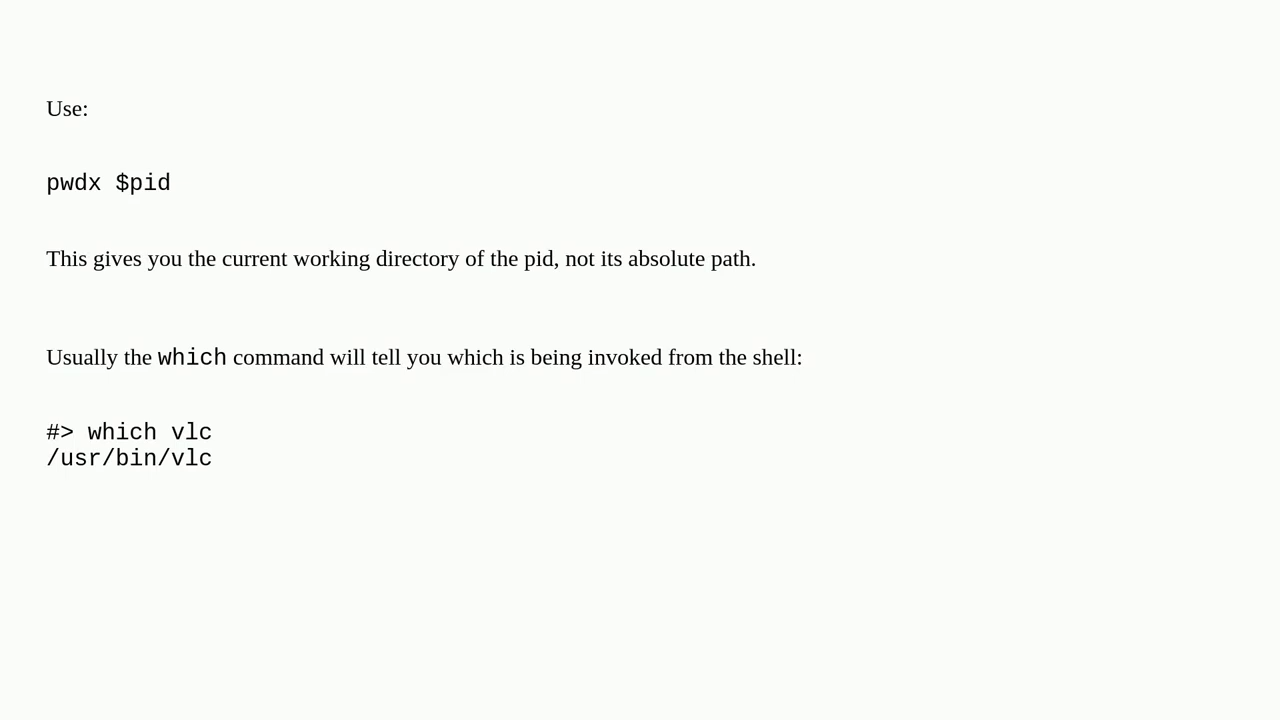 Use:
pwdx $pid
This gives you the current working directory of the pid, not its absolute path.
Usually the which command will tell you which is being invoked from the shell:
#> which vlc
/usr/bin/vlc